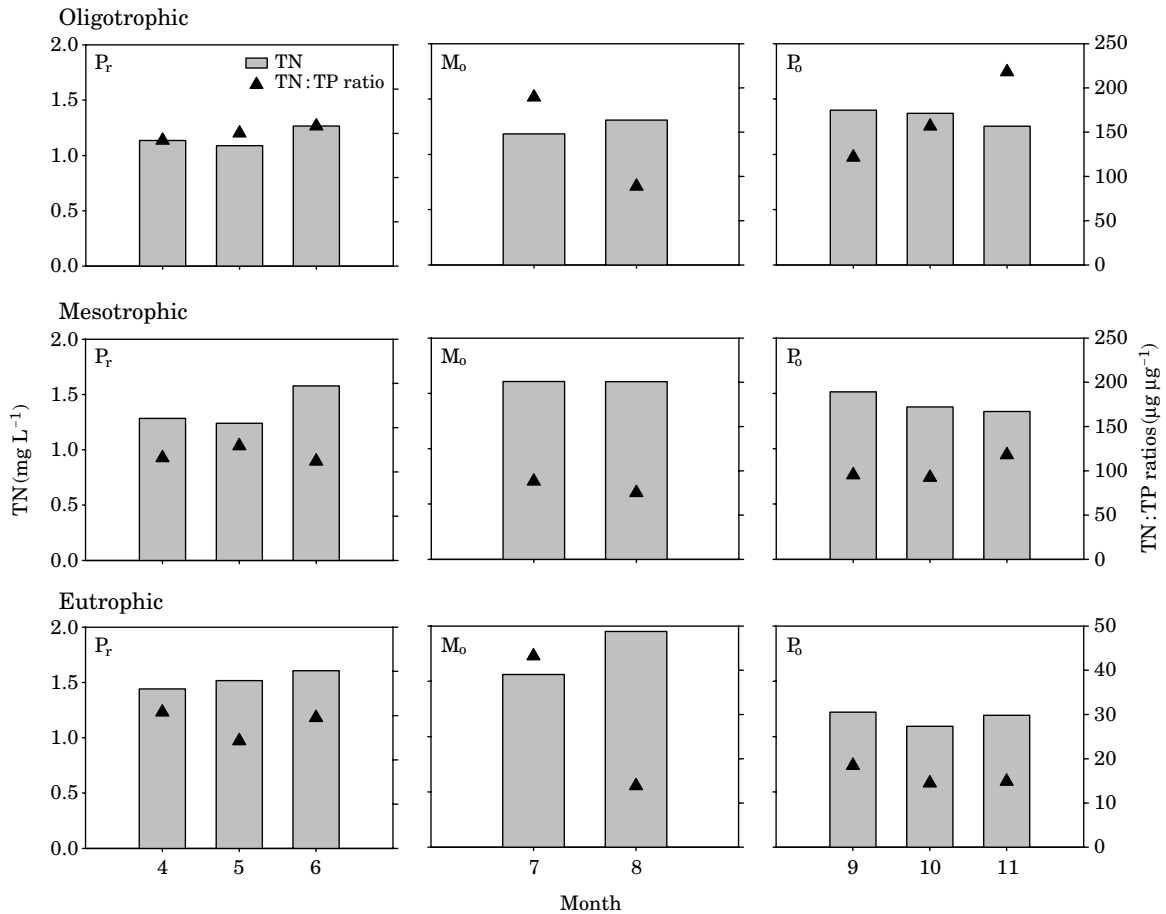 Oligotrophic
2.0
1.5
1.0
0.5
0.0
Pr
TN
TN:TP ratio
Mo
Po
250
200
150
100
50
0
Mesotrophic
2.0
1.5
1.0
0.5
0.0
Pr
Mo
Po
250
200
150
100
50
0
TN (mg L⁻¹)
TN:TP ratios (µg µg⁻¹)
Eutrophic
2.0
1.5
1.0
0.5
0.0
Pr
Mo
Po
50
40
30
20
10
0
4 5 6 7 8 9 10 11
Month